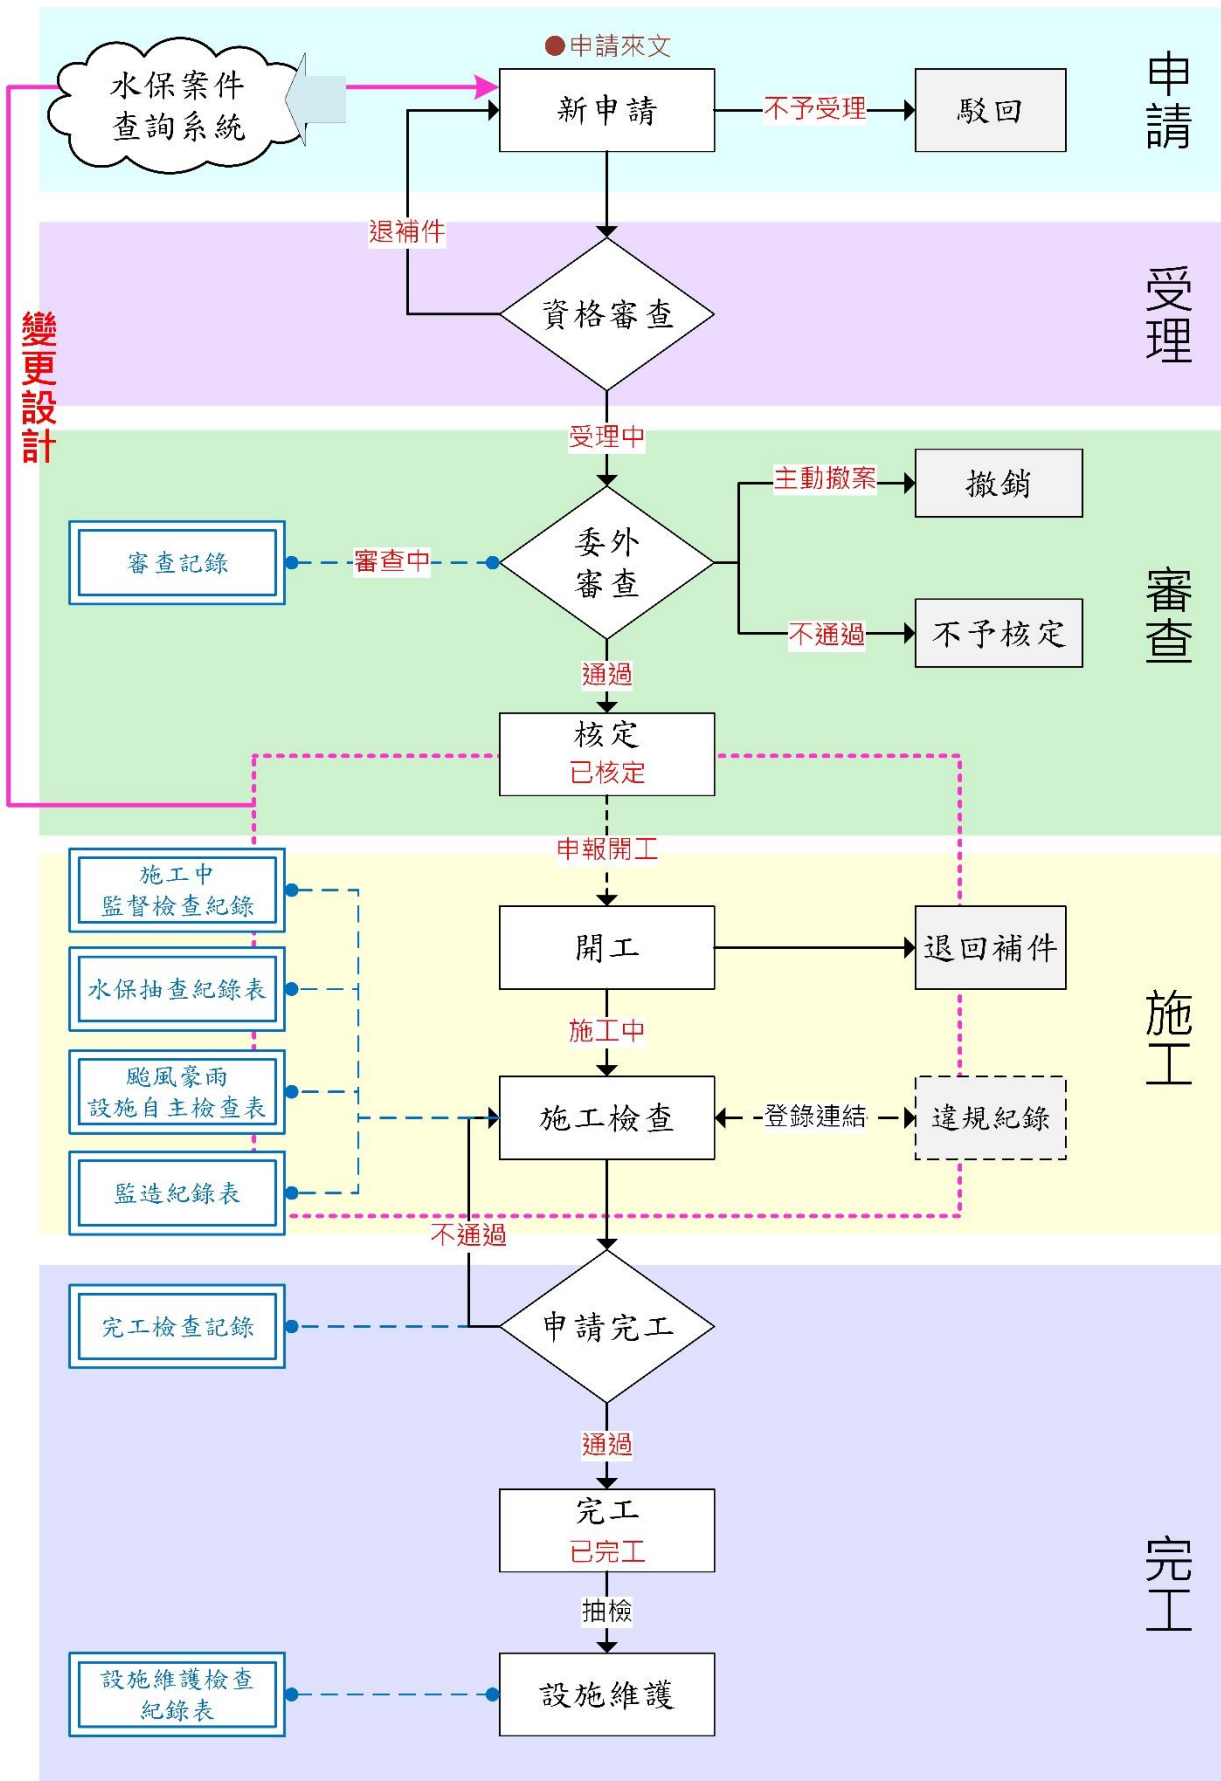 申請
●申請來文
水保案件
查詢系統
新申請
不予受理
駁回
退補件
受理
資格審查
變更設計
受理中
審查
主動撤案
撤銷
委外
審查
審查記錄
審查中
不通過
不予核定
通過
核定
已核定
申報開工
施工
施工中
監督檢查紀錄
開工
退回補件
水保抽查紀錄表
施工中
颱風豪雨
設施自主檢查表
施工檢查
登錄連結
違規紀錄
監造紀錄表
不通過
完工
完工檢查記錄
申請完工
通過
完工
已完工
抽檢
設施維護檢查
紀錄表
設施維護